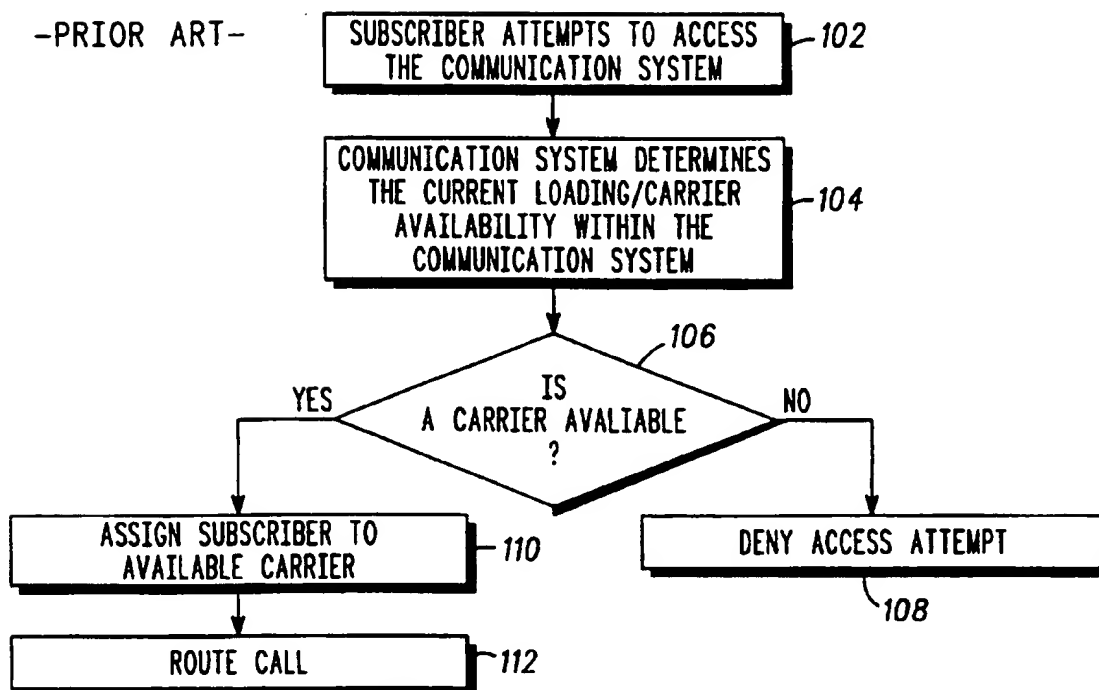 -PRIOR ART-
SUBSCRIBER ATTEMPTS TO ACCESS
THE COMMUNICATION SYSTEM
102
COMMUNICATION SYSTEM DETERMINES
THE CURRENT LOADING/CARRIER
AVAILABILITY WITHIN THE
COMMUNICATION SYSTEM
104
106
IS
A CARRIER AVALIABLE
?
YES
NO
ASSIGN SUBSCRIBER TO
AVAILABLE CARRIER
110
DENY ACCESS ATTEMPT
108
ROUTE CALL
112